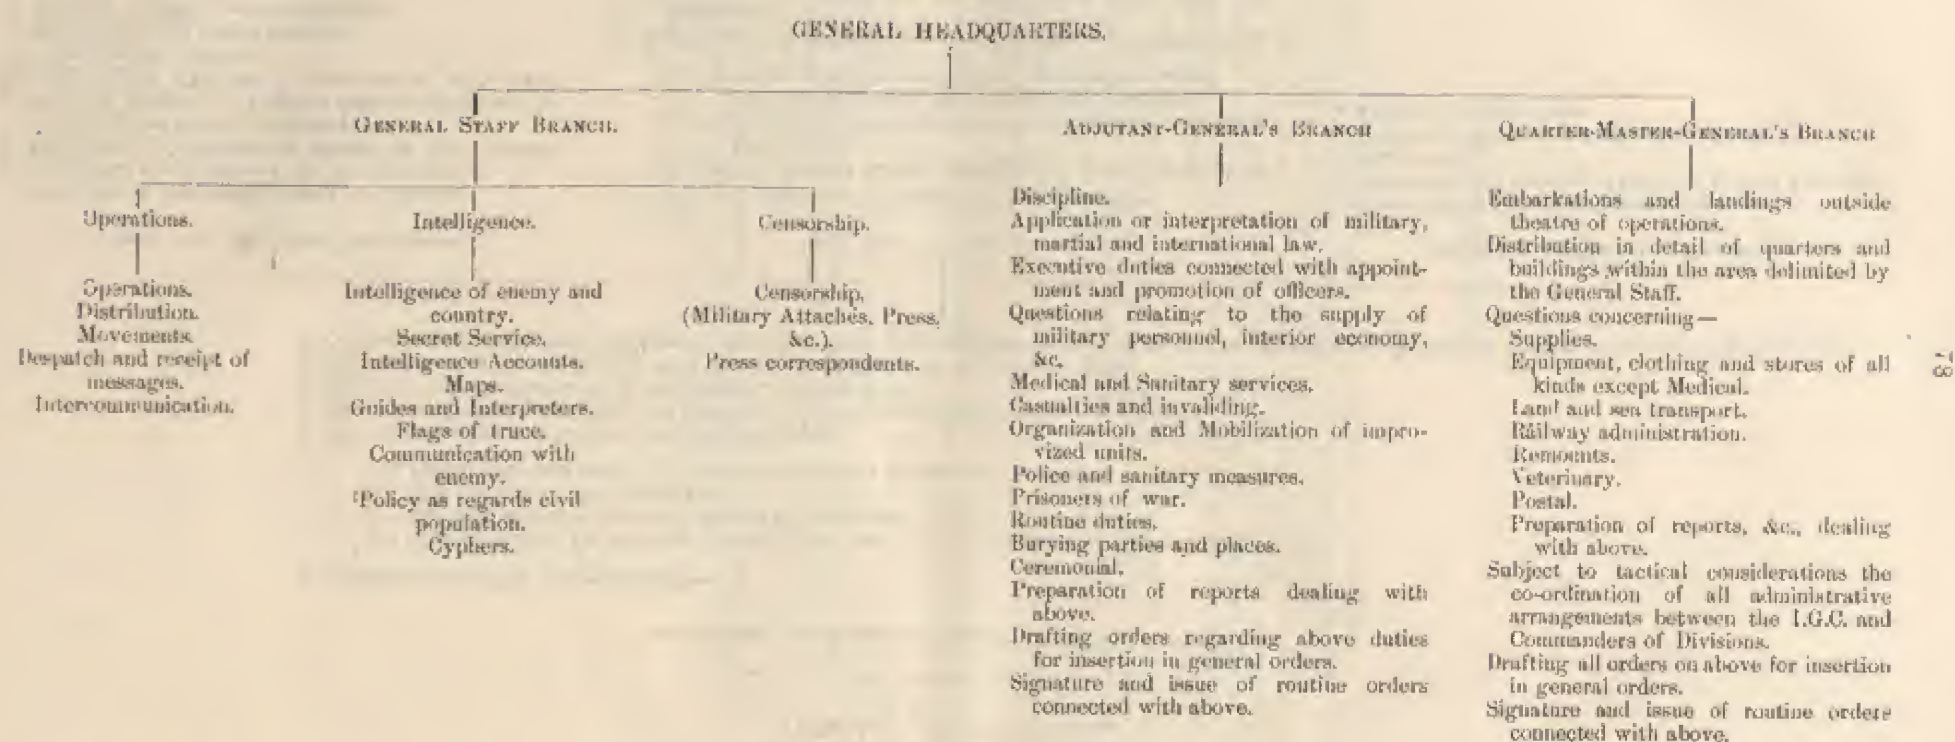 GENERAL HEADQUARTERS.
GENERAL STAFF BRANCH.
Operations.
Operations.
Distribution.
Movements.
Despatch and receipt of
messages.
Intercommunication.
Intelligence.
Intelligence of enemy and
country.
Secret Service.
Intelligence Accounts.
Maps.
Guides and Interpreters.
Flags of truce.
Communication with
enemy.
Policy as regards civil
population.
Cyphers.
Censorship.
Censorship,
(Military Attachés, Press,
&c.).
Press correspondents.
ADJUTANT-GENERAL'S BRANCH
Discipline.
Application or interpretation of military,
martial and international law.
Executive duties connected with appoint-
ment and promotion of officers.
Questions relating to the supply of
military personnel, interior economy,
&c.
Medical and Sanitary services.
Casualties and invaliding.
Organization and Mobilization of impro-
vized units.
Police and sanitary measures.
Prisoners of war.
Routine duties.
Burying parties and places.
Ceremonial.
Preparation of reports dealing with
above.
Drafting orders regarding above duties
for insertion in general orders.
Signature and issue of routine orders
connected with above.
QUARTER-MASTER-GENERAL'S BRANCH
Embarkations and landings outside
theatre of operations.
Distribution in detail of quarters and
buildings within the area delimited by
the General Staff.
Questions concerning—
Supplies.
Equipment, clothing and stores of all
kinds except Medical.
Land and sea transport.
Railway administration.
Remounts.
Veterinary.
Postal.
Preparation of reports, &c., dealing
with above.
Subject to tactical considerations the
co-ordination of all administrative
arrangements between the I.G.C. and
Commanders of Divisions.
Drafting all orders on above for insertion
in general orders.
Signature and issue of routine orders
connected with above.